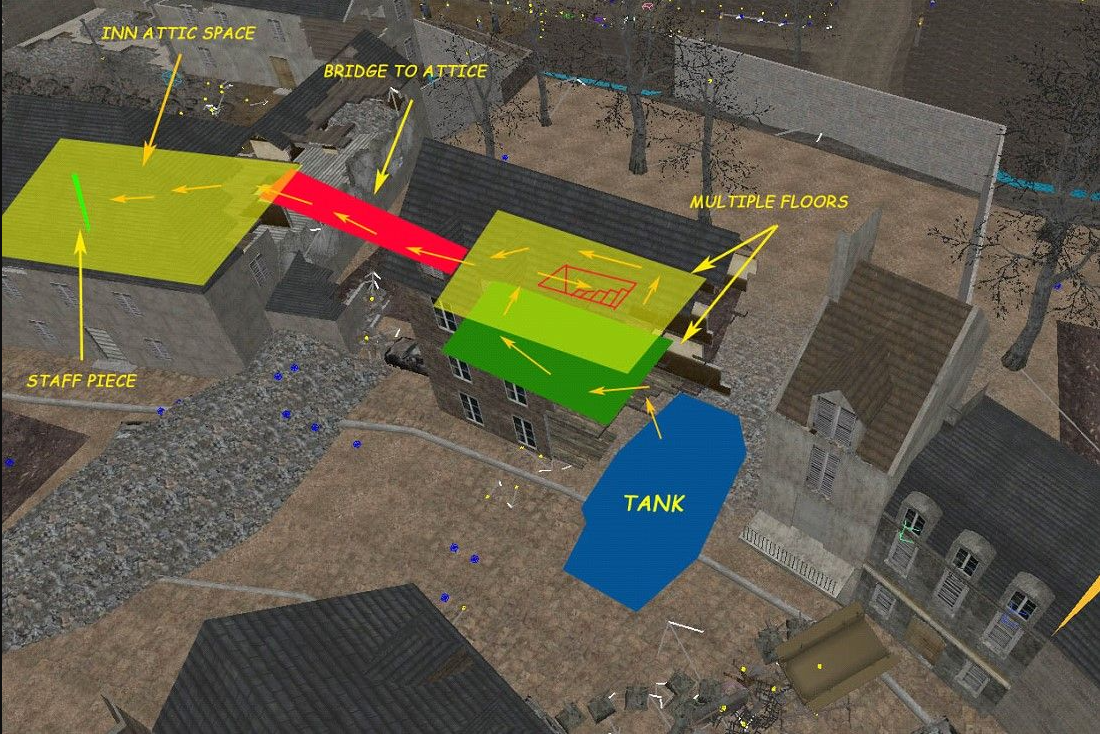 INN ATTIC SPACE
BRIDGE TO ATTICE
MULTIPLE FLOORS
STAFF PIECE
TANK